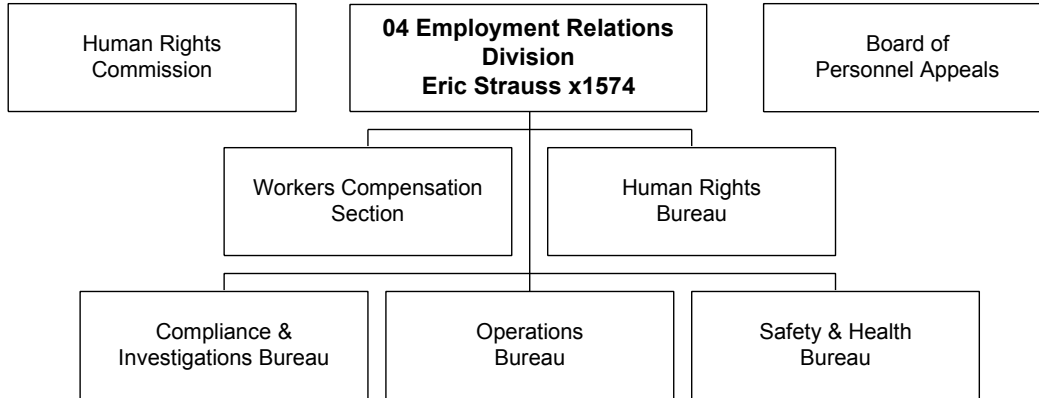 Human Rights
Commission
04 Employment Relations
Division
Eric Strauss x1574
Board of
Personnel Appeals
Workers Compensation
Section
Human Rights
Bureau
Compliance &
Investigations Bureau
Operations
Bureau
Safety & Health
Bureau